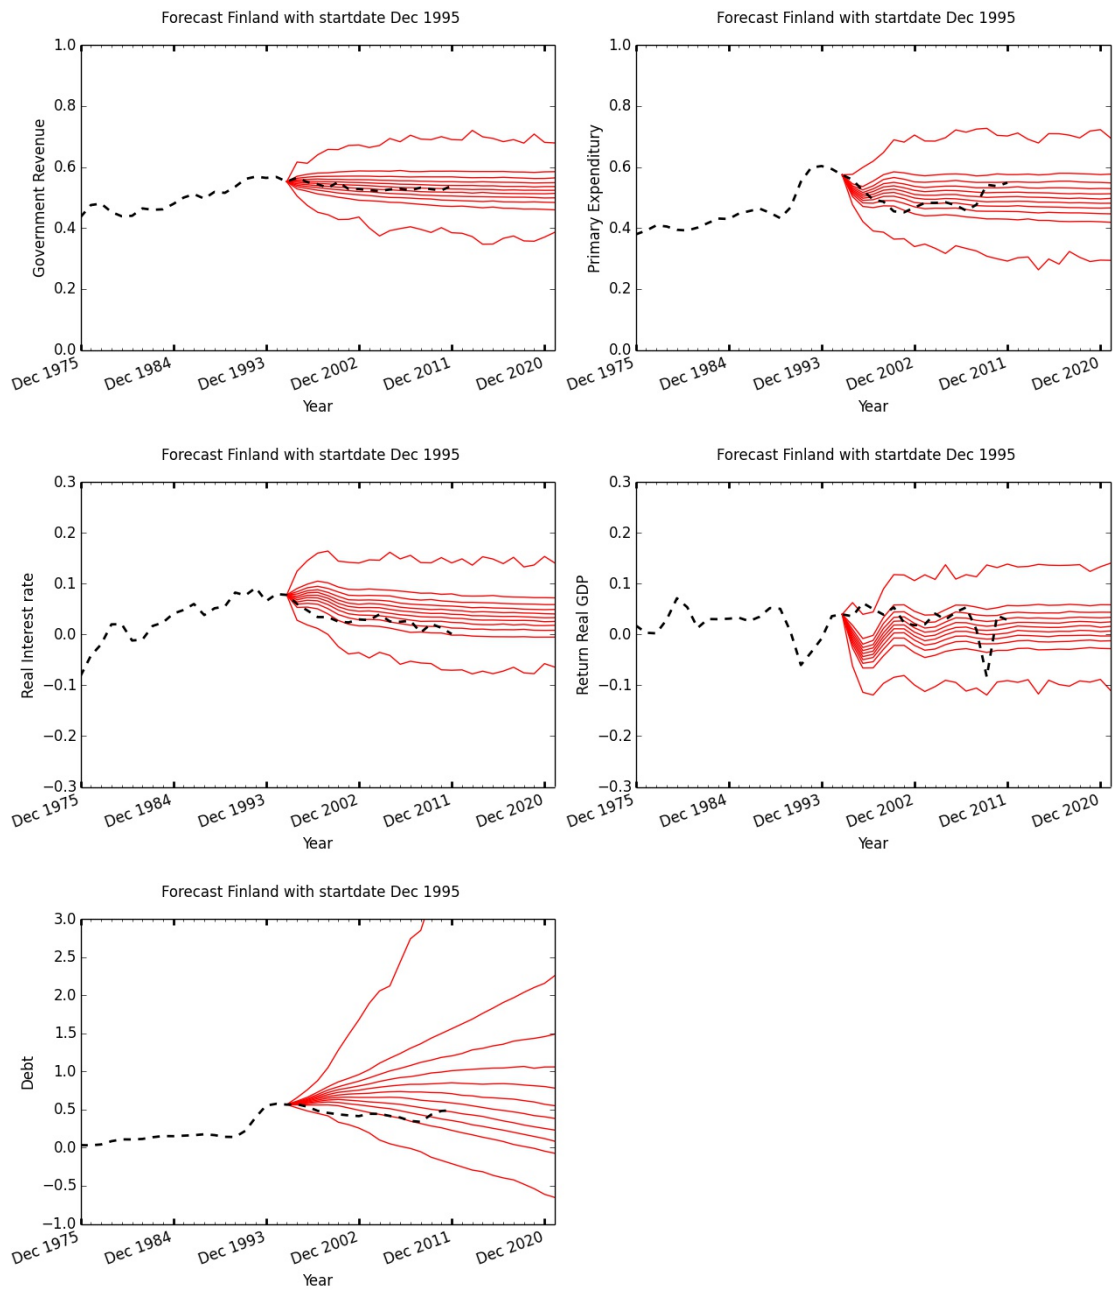 Forecast Finland with startdate Dec 1995
1.0
0.8
0.6
0.4
0.2
0.0
Government Revenue
Dec 1975
Dec 1984
Dec 1993
Dec 2002
Dec 2011
Dec 2020
Year
Forecast Finland with startdate Dec 1995
1.0
0.8
0.6
0.4
0.2
0.0
Primary Expenditury
Dec 1975
Dec 1984
Dec 1993
Dec 2002
Dec 2011
Dec 2020
Year
Forecast Finland with startdate Dec 1995
0.3
0.2
0.1
0.0
−0.1
−0.2
−0.3
Real Interest rate
Dec 1975
Dec 1984
Dec 1993
Dec 2002
Dec 2011
Dec 2020
Year
Forecast Finland with startdate Dec 1995
0.3
0.2
0.1
0.0
−0.1
−0.2
−0.3
Return Real GDP
Dec 1975
Dec 1984
Dec 1993
Dec 2002
Dec 2011
Dec 2020
Year
Forecast Finland with startdate Dec 1995
3.0
2.5
2.0
1.5
1.0
0.5
0.0
−0.5
−1.0
Debt
Dec 1975
Dec 1984
Dec 1993
Dec 2002
Dec 2011
Dec 2020
Year